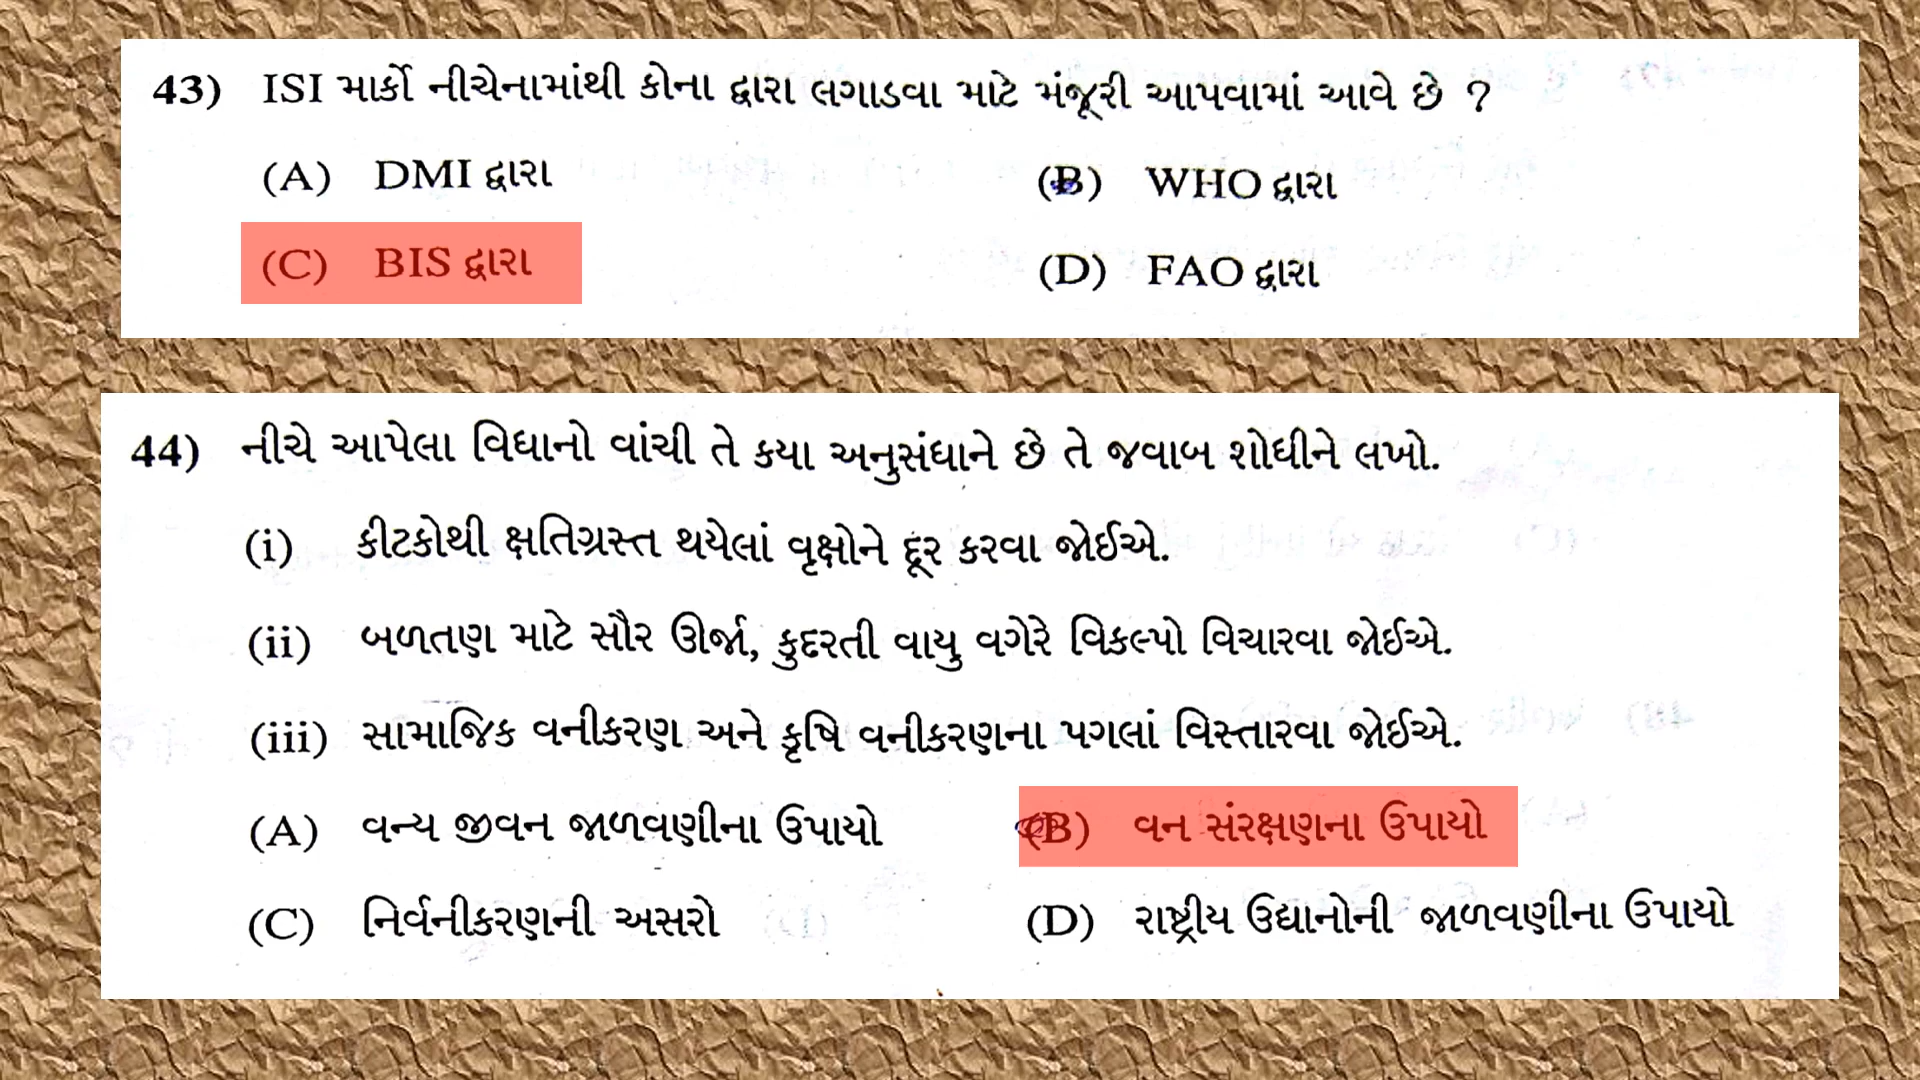 43) ISI માર્કો નીચેનામાંથી કોના દ્વારા લગાડવા માટે મંજૂરી આપવામાં આવે છે ?
(A) DMI દ્વારા (B) WHO દ્વારા
(C) BIS દ્વારા (D) FAO દ્વારા
44) નીચે આપેલા વિધાનો વાંચી તે કયા અનુસંધાને છે તે જવાબ શોધીને લખો.
(i) કીટકોથી ક્ષતિગ્રસ્ત થયેલાં વૃક્ષોને દૂર કરવા જોઈએ.
(ii) બળતણ માટે સૌર ઊર્જા, કુદરતી વાયુ વગેરે વિકલ્પો વિચારવા જોઈએ.
(iii) સામાજિક વનીકરણ અને કૃષિ વનીકરણના પગલાં વિસ્તારવા જોઈએ.
(A) વન્ય જીવન જાળવણીના ઉપાયો (B) વન સંરક્ષણના ઉપાયો
(C) નિર્વનીકરણની અસરો (D) રાષ્ટ્રીય ઉદ્યાનોની જાળવણીના ઉપાયો